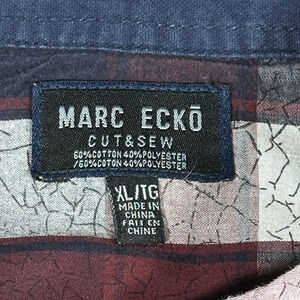 MARC ECKŌ
CUT & SEW
60% COTTON 40% POLYESTER
/60% COTTON 40% POLYESTER
XL/TG
MADE IN
CHINA
FAIT EN
CHINE